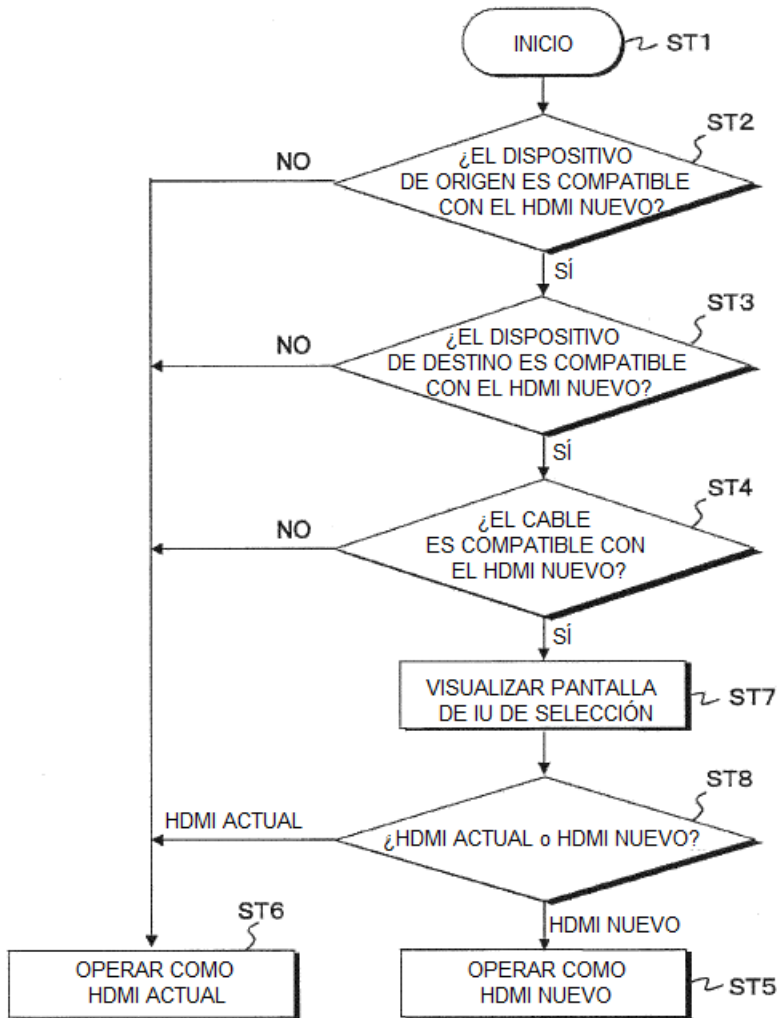 INICIO
ST1
ST2
¿EL DISPOSITIVO
DE ORIGEN ES COMPATIBLE
CON EL HDMI NUEVO?
NO
SÍ
ST3
¿EL DISPOSITIVO
DE DESTINO ES COMPATIBLE
CON EL HDMI NUEVO?
NO
SÍ
ST4
¿EL CABLE
ES COMPATIBLE CON
EL HDMI NUEVO?
NO
SÍ
VISUALIZAR PANTALLA
DE IU DE SELECCIÓN
ST7
ST8
HDMI ACTUAL
¿HDMI ACTUAL o HDMI NUEVO?
HDMI NUEVO
ST6
OPERAR COMO
HDMI ACTUAL
OPERAR COMO
HDMI NUEVO
ST5